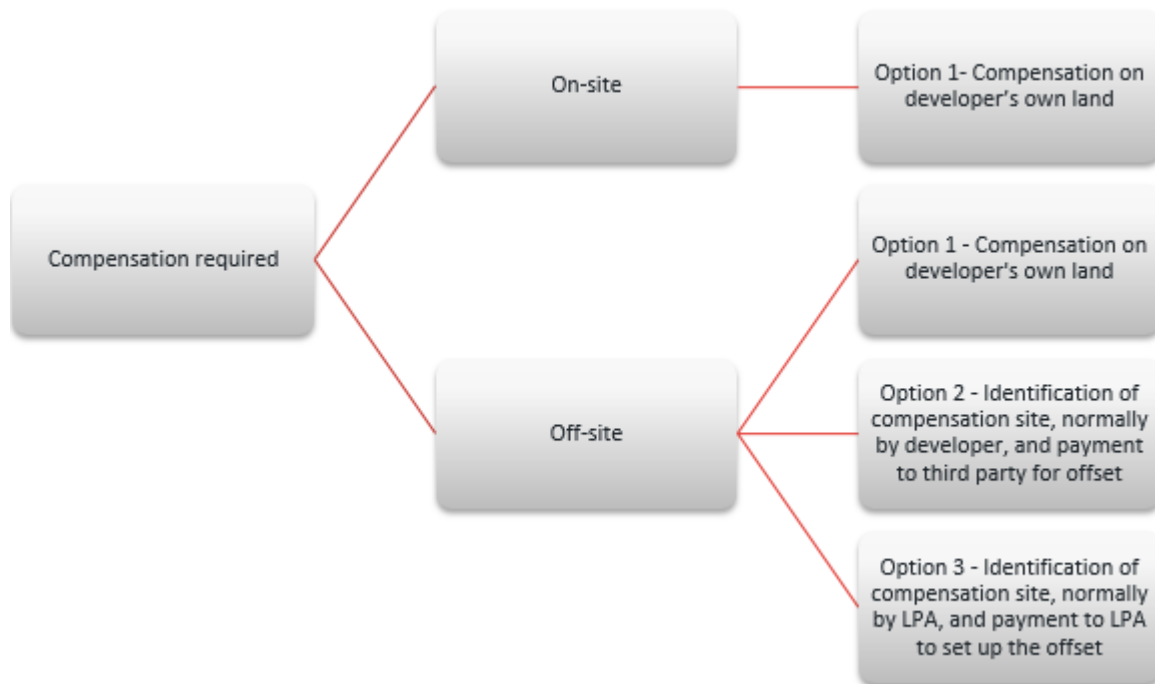 Compensation required
On-site
Option 1- Compensation on
developer's own land
Off-site
Option 1 - Compensation on
developer's own land
Option 2 - Identification of
compensation site, normally
by developer, and payment
to third party for offset
Option 3 - Identification of
compensation site, normally
by LPA, and payment to LPA
to set up the offset